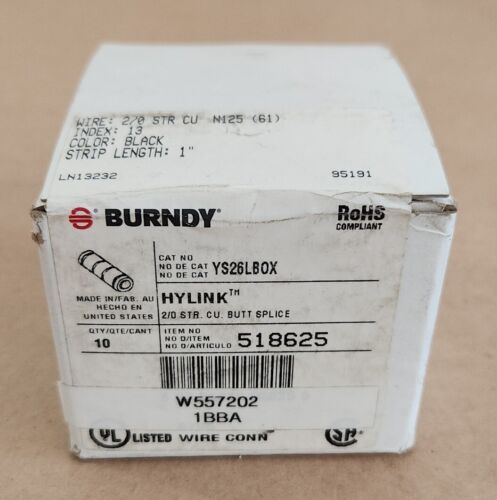 WIRE: 2/0 STR CU N125 (61)
INDEX: 13
COLOR: BLACK
STRIP LENGTH: 1"
LN13232 95191
BURNDY
RoHS
COMPLIANT
CAT NO
NO DE CAT YS26LBOX
NO DE CAT
MADE IN/FAB. AU
HECHO EN
UNITED STATES
HYLINK™
2/0 STR. CU. BUTT SPLICE
QTY/QTE/CANT
10
ITEM NO
NO D/ITEM 518625
NO D/ARTICULO
W557202
1BBA
UL LISTED WIRE CONN